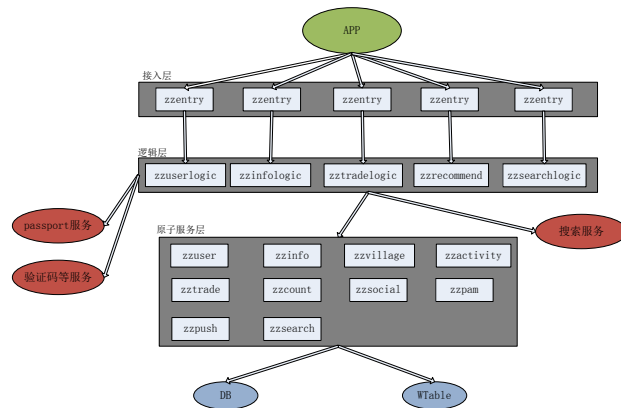 APP
接入层
zzentry zzentry zzentry zzentry zzentry
逻辑层
zzuserlogic zzinfologic zztradelogic zzrecommend zzsearchlogic
passport服务
搜索服务
原子服务层
zzuser zzinfo zzvillage zzactivity
验证码等服务
zztrade zzcount zzsocial zzpam
zzpush zzsearch
DB WTable